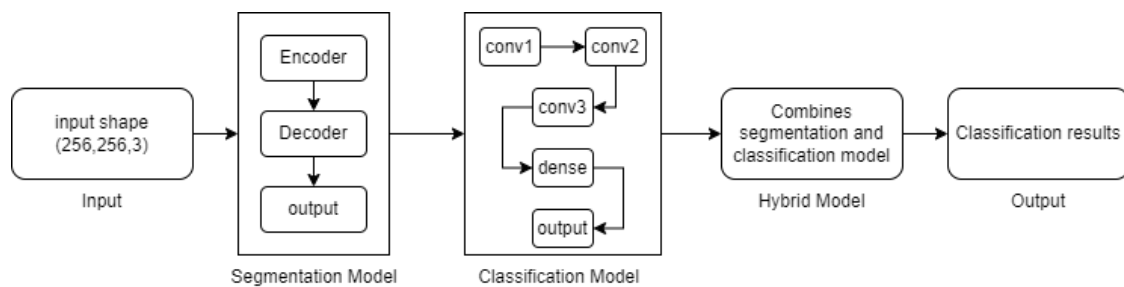 input shape
(256,256,3)
Input
Encoder
Decoder
output
Segmentation Model
conv1
conv2
conv3
dense
output
Classification Model
Combines
segmentation and
classification model
Hybrid Model
Classification results
Output